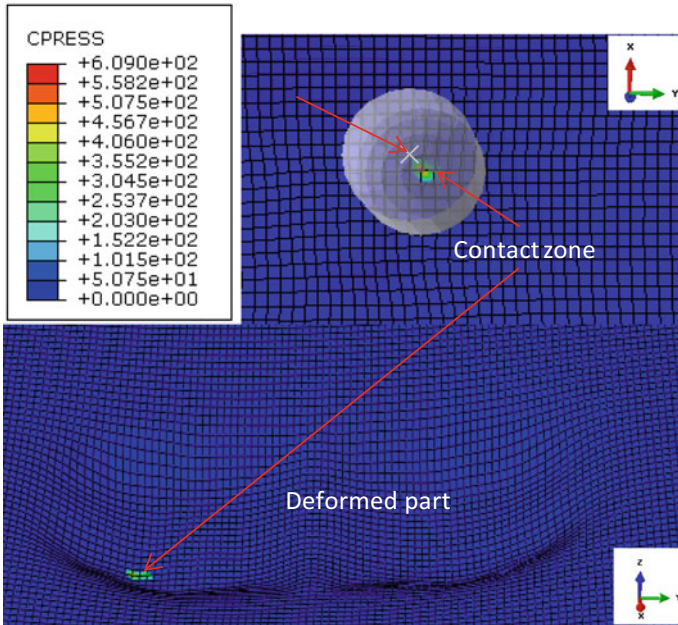 CPRESS
+6.090e+02
+5.582e+02
+5.075e+02
+4.567e+02
+4.060e+02
+3.552e+02
+3.045e+02
+2.537e+02
+2.030e+02
+1.522e+02
+1.015e+02
+5.075e+01
+0.000e+00
X
Y
Contact zone
Deformed part
Z
Y
X